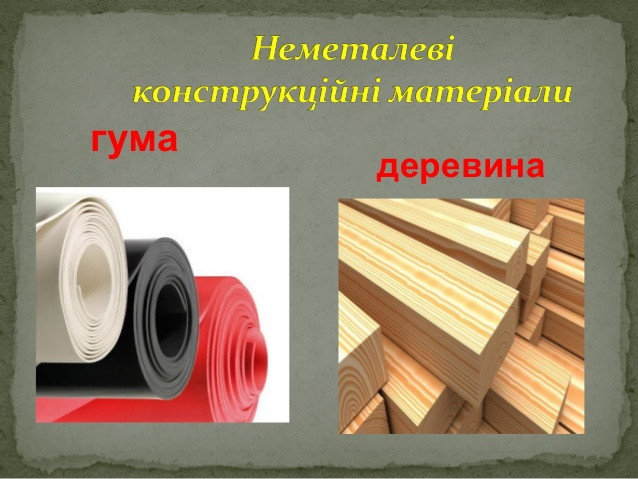 Неметалеві
конструкційні матеріали
гума
деревина